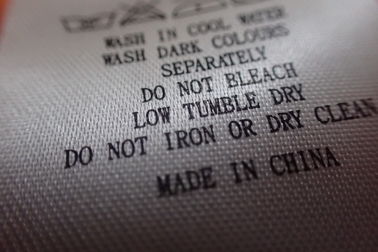 WASH IN COOL WATER
WASH DARK COLOURS
SEPARATELY
DO NOT BLEACH
LOW TUMBLE DRY
DO NOT IRON OR DRY CLEAN
MADE IN CHINA